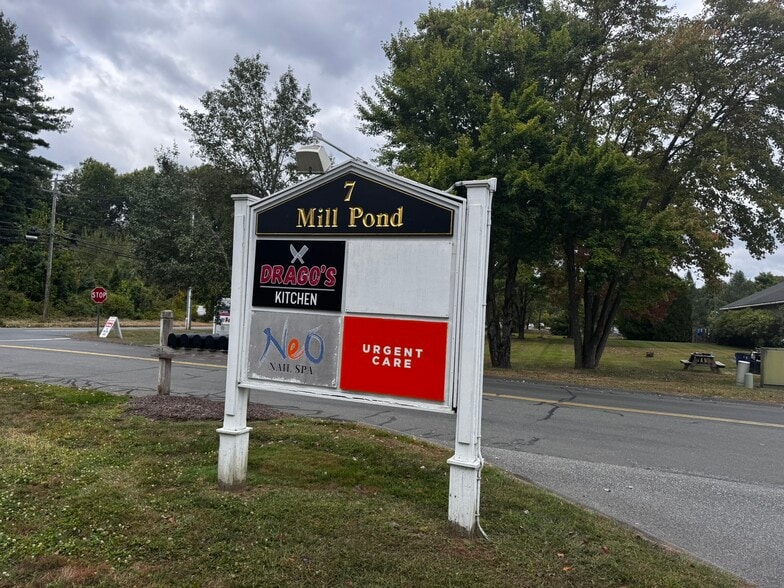 7
Mill Pond
DRAGO'S
KITCHEN
NeO
NAIL SPA
URGENT
CARE
STOP